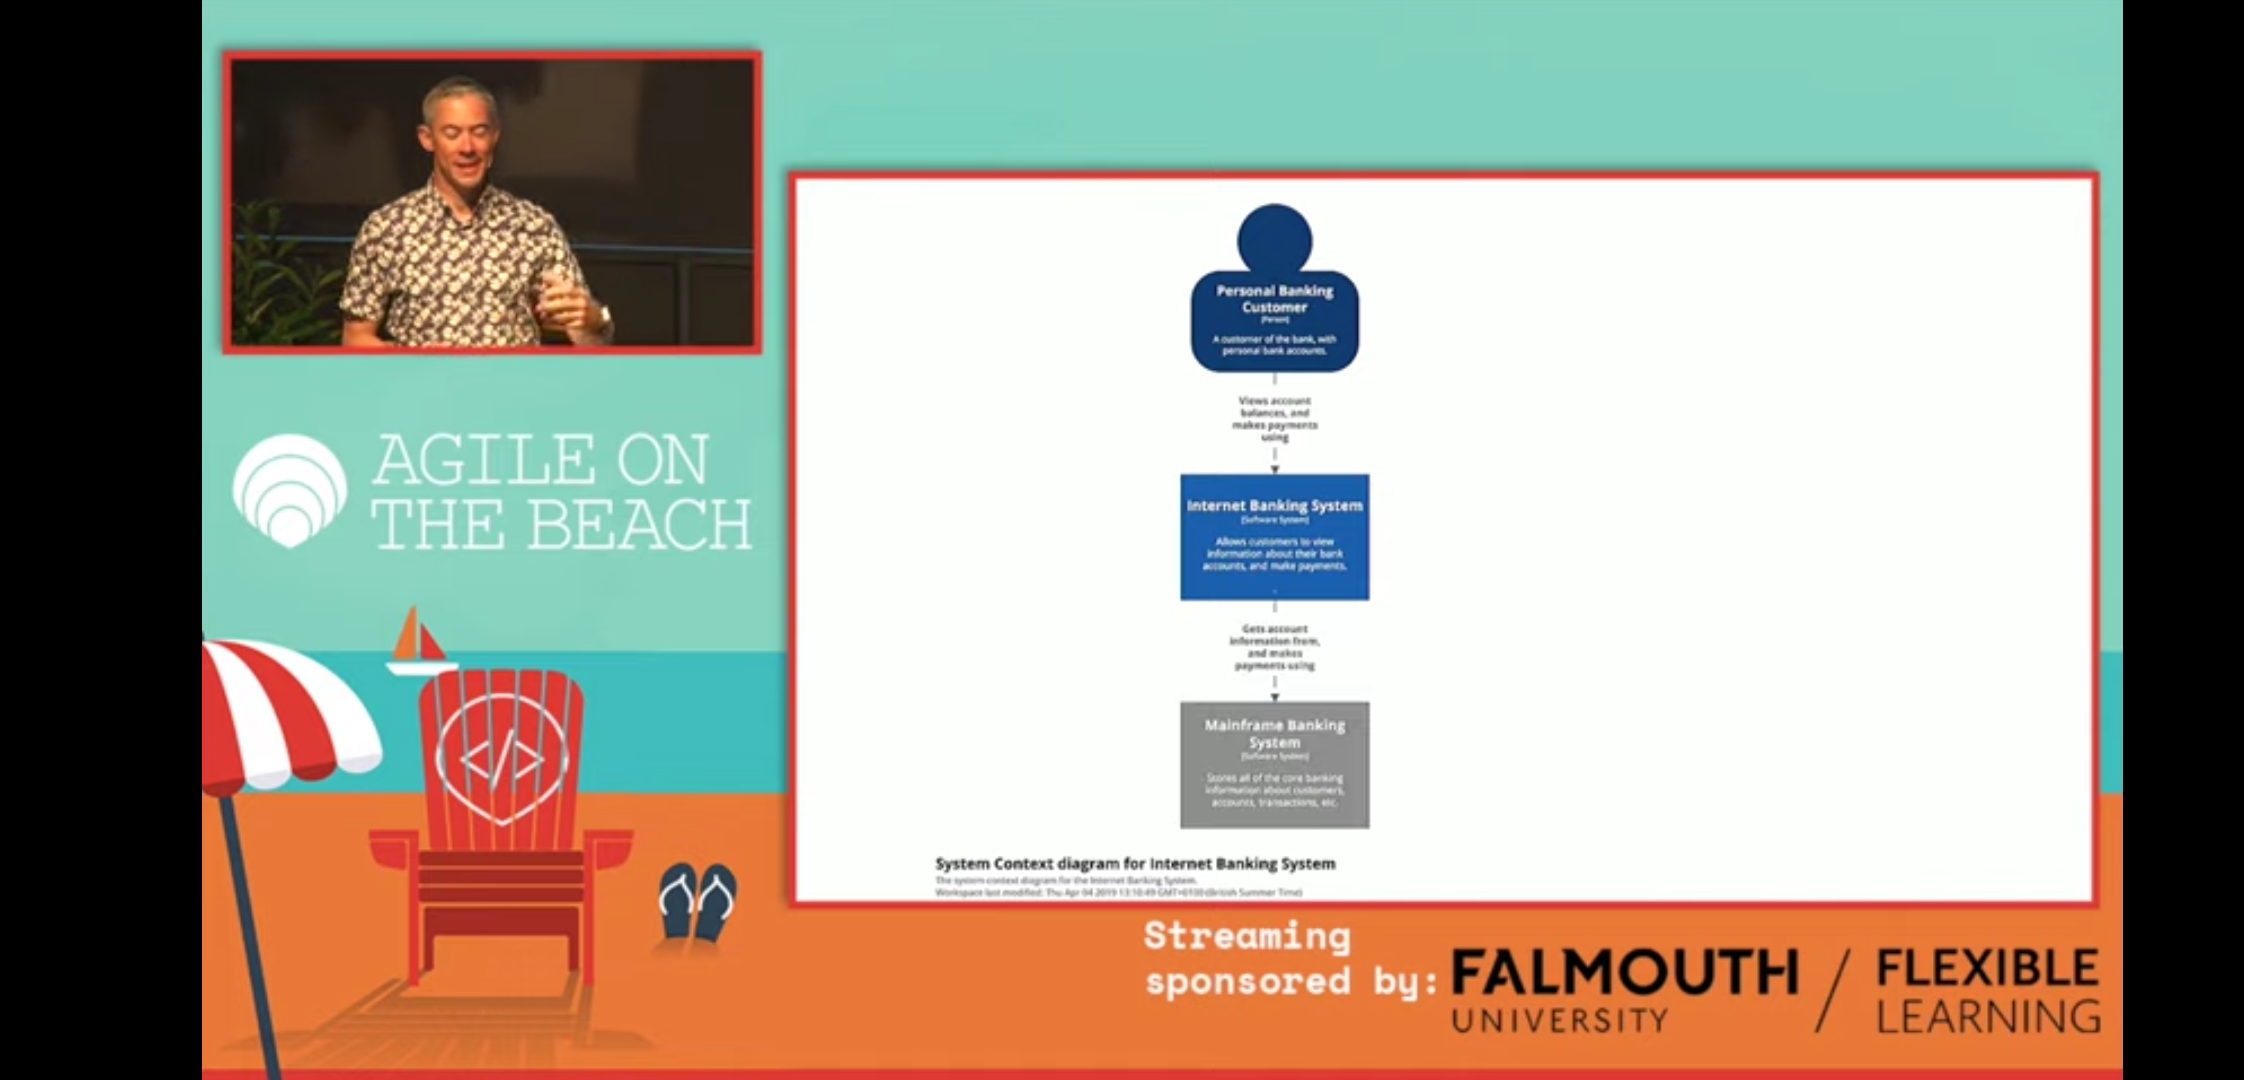 AGILE ON
THE BEACH
</>
Personal Banking
Customer
[Person]
A customer of the bank, with
personal bank accounts.
Views account
balances, and
makes payments
using
Internet Banking System
[Software System]
Allows customers to view
information about their bank
accounts, and make payments.
Gets account
information from,
and makes
payments using
Mainframe Banking
System
[Software System]
Stores all of the core banking
information about customers,
accounts, transactions, etc.
System Context diagram for Internet Banking System
The system context diagram for the Internet Banking System.
Workspace last modified: Thu Apr 04 2019 13:10:49 GMT+0100 (British Summer Time)
Streaming
sponsored by:
FALMOUTH
UNIVERSITY
/
FLEXIBLE
LEARNING